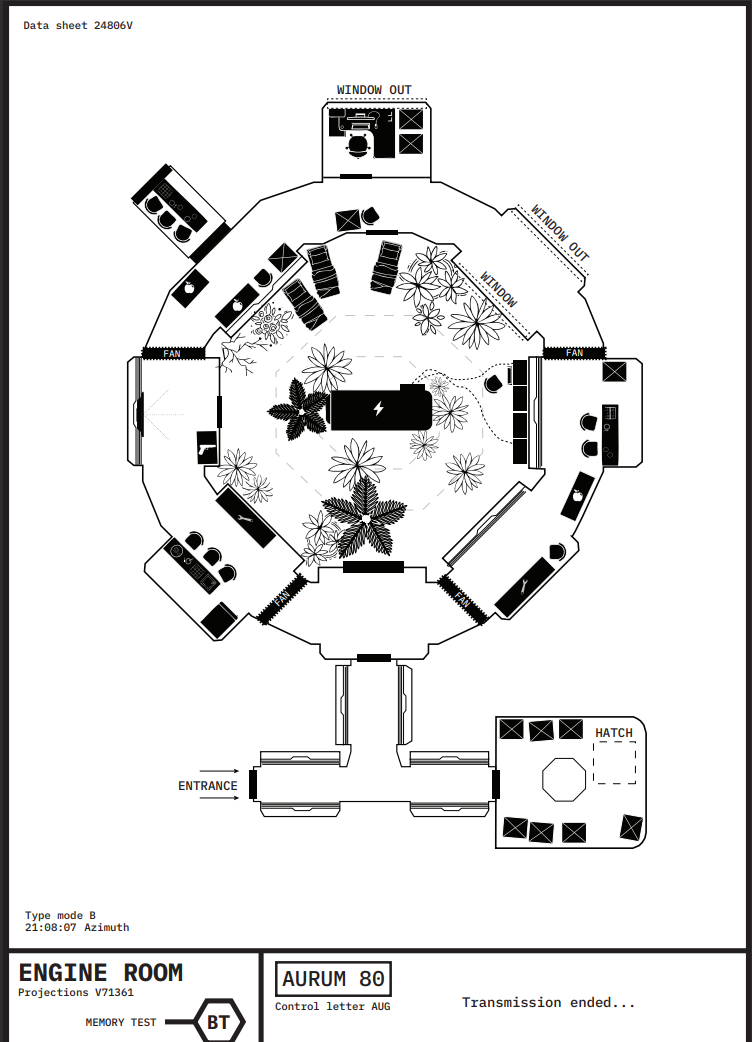 Data sheet 24806V
WINDOW OUT
WINDOW OUT
WINDOW
FAN
FAN
FAN
FAN
HATCH
ENTRANCE
Type mode B
21:08:07 Azimuth
ENGINE ROOM
Projections V71361
MEMORY TEST
BT
AURUM 80
Control letter AUG
Transmission ended...